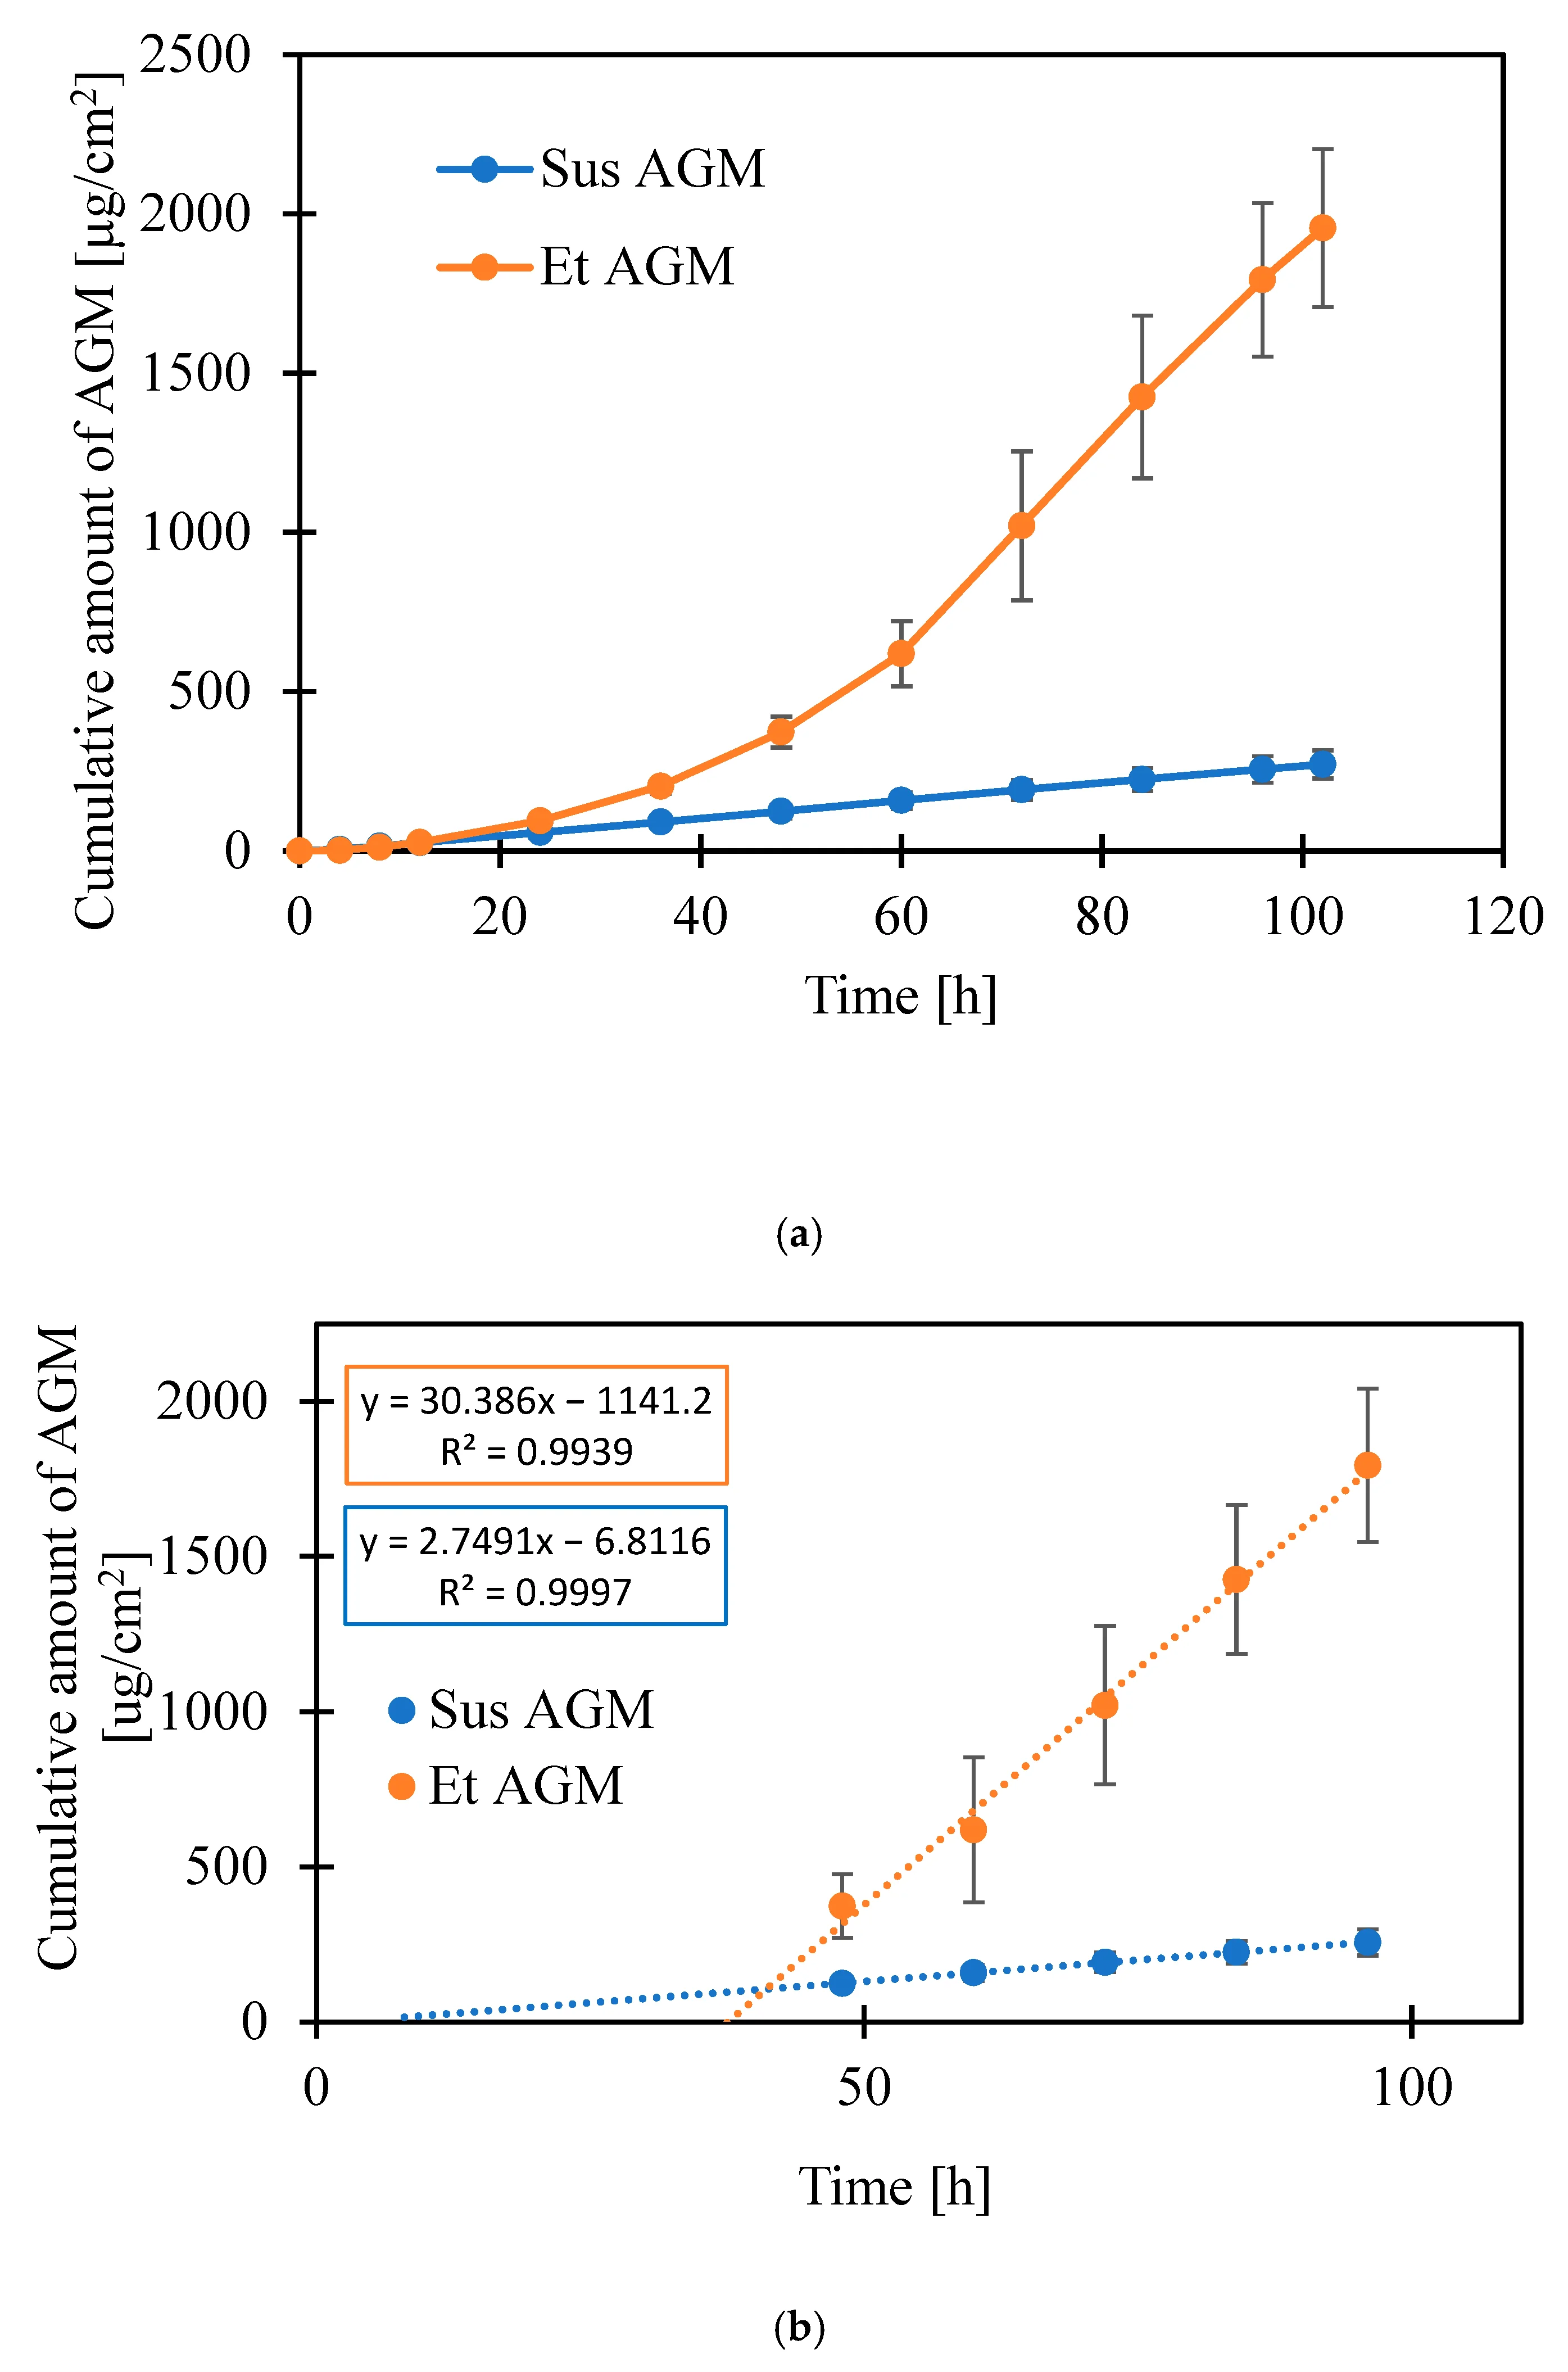 2500
2000
1500
1000
500
0
Cumulative amount of AGM [µg/cm²]
Sus AGM
Et AGM
0 20 40 60 80 100 120
Time [h]
(a)
Cumulative amount of AGM
[ug/cm²]
2000
1500
1000
500
0
y = 30.386x − 1141.2
R² = 0.9939
y = 2.7491x − 6.8116
R² = 0.9997
Sus AGM
Et AGM
0 50 100
Time [h]
(b)